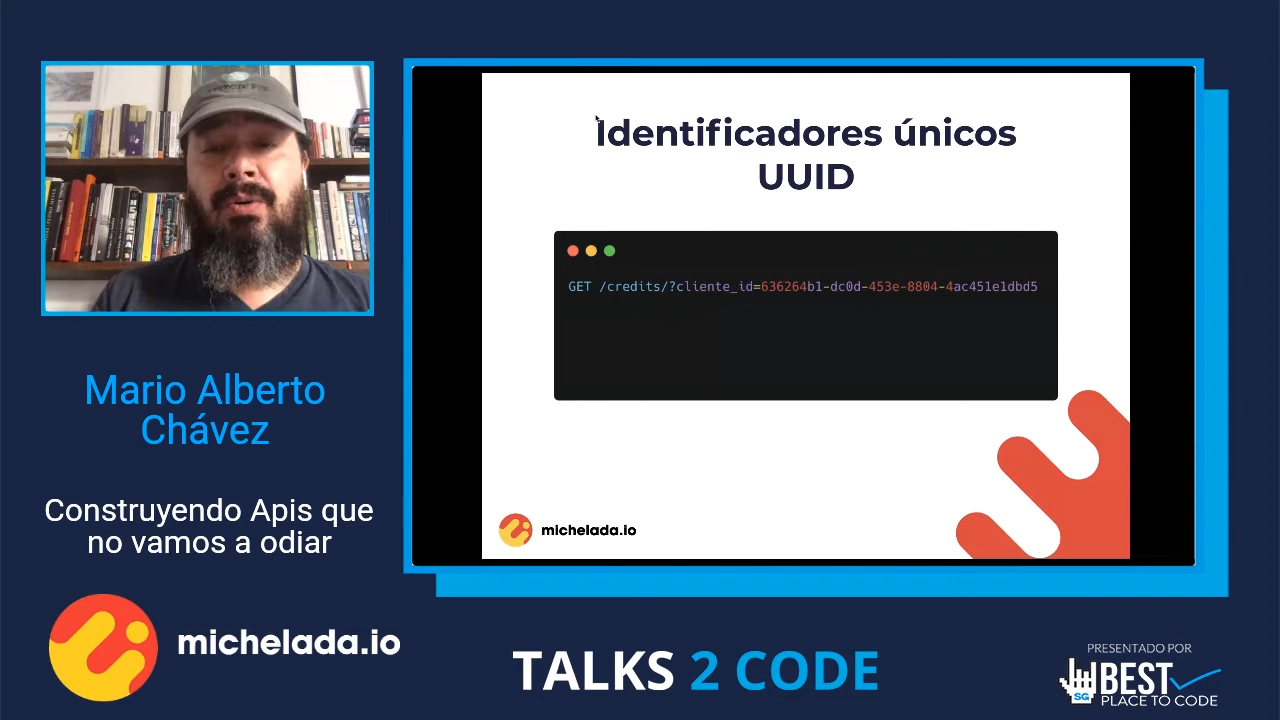 Identificadores únicos
UUID
GET /credits/?cliente_id=636264b1-dc0d-453e-8804-4ac451e1dbd5
michelada.io
Mario Alberto
Chávez
Construyendo Apis que
no vamos a odiar
michelada.io
TALKS 2 CODE
PRESENTADO POR
SG
BEST
PLACE TO CODE